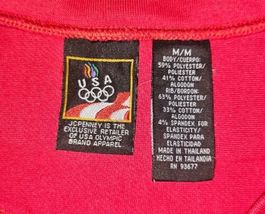 USA
JCPENNEY IS THE
EXCLUSIVE RETAILER
OF USA OLYMPIC
BRAND APPAREL.
M/M
BODY/CUERPO:
59% POLYESTER/
POLIESTER
41% COTTON/
ALGODON
RIB/BORDON:
63% POLYESTER/
POLIESTER
33% COTTON/
ALGODON
4% SPANDEX FOR
ELASTICITY/
SPANDEX PARA
ELASTICIDAD
MADE IN THAILAND
HECHO EN TAILANDIA
RN 93677